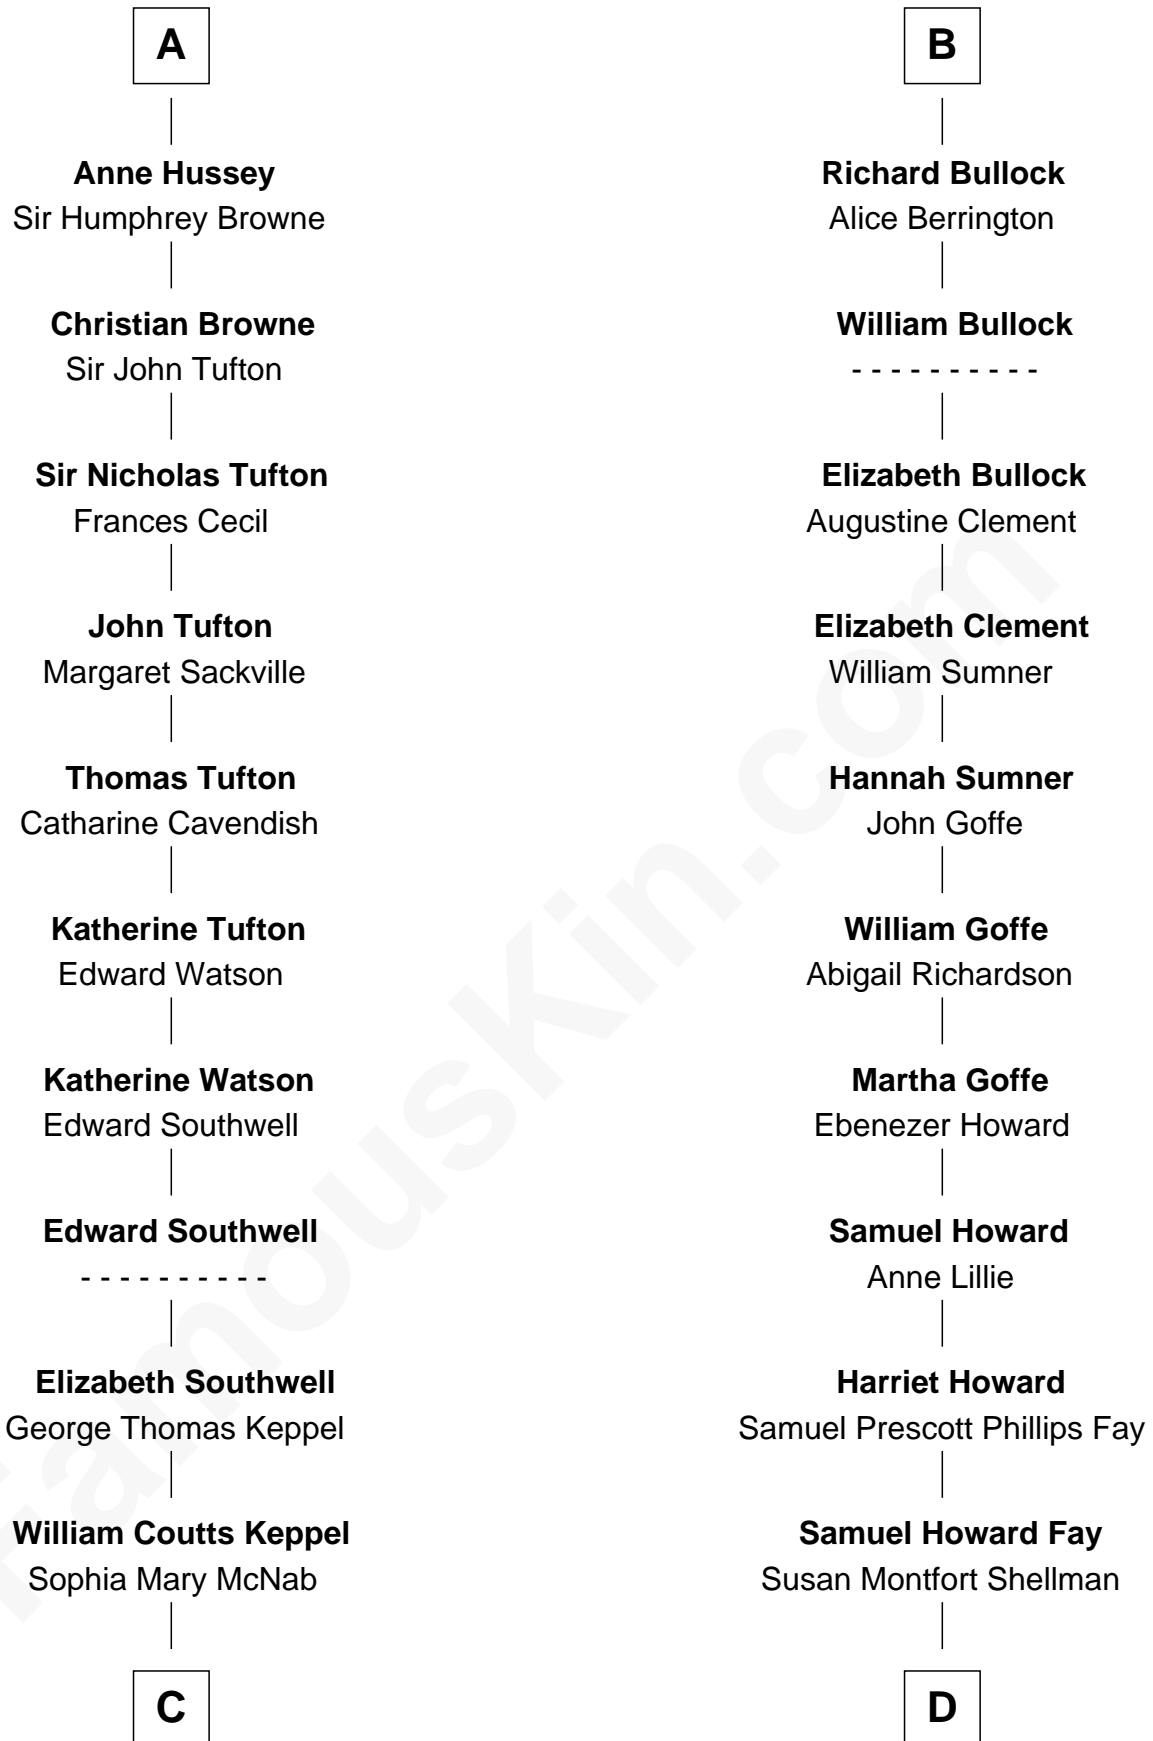 A
Anne Hussey
Sir Humphrey Browne
Christian Browne
Sir John Tufton
Sir Nicholas Tufton
Frances Cecil
John Tufton
Margaret Sackville
Thomas Tufton
Catharine Cavendish
Katherine Tufton
Edward Watson
Katherine Watson
Edward Southwell
Edward Southwell
- - - - - - - - - -
Elizabeth Southwell
George Thomas Keppel
William Coutts Keppel
Sophia Mary McNab
C
B
Richard Bullock
Alice Berrington
William Bullock
- - - - - - - - - -
Elizabeth Bullock
Augustine Clement
Elizabeth Clement
William Sumner
Hannah Sumner
John Goffe
William Goffe
Abigail Richardson
Martha Goffe
Ebenezer Howard
Samuel Howard
Anne Lillie
Harriet Howard
Samuel Prescott Phillips Fay
Samuel Howard Fay
Susan Montfort Shellman
D
FamousKin.com